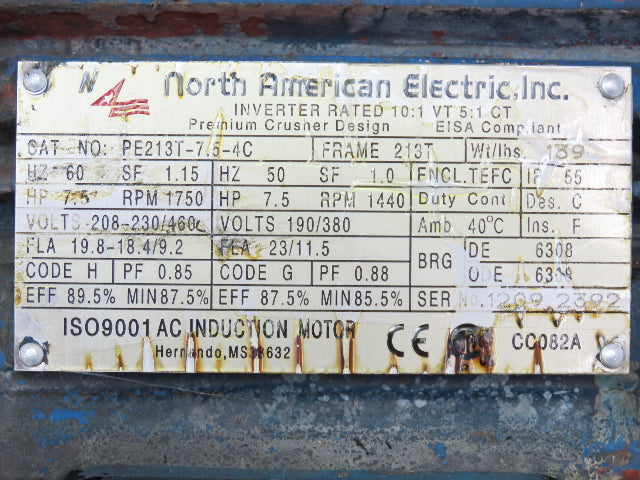 N North American Electric, Inc.
INVERTER RATED 10:1 VT 5:1 CT
Premium Crusher Design EISA Compliant
CAT. NO: PE213T-7.5-4C FRAME 213T Wt/lbs 139
HZ 60 SF 1.15 HZ 50 SF 1.0 ENCL.TEFC IP 55
HP 7.5 RPM 1750 HP 7.5 RPM 1440 Duty Cont Des. C
VOLTS 208-230/460 VOLTS 190/380 Amb 40°C Ins. F
FLA 19.8-18.4/9.2 FLA 23/11.5 BRG DE 6308
CODE H PF 0.85 CODE G PF 0.88 ODE
EFF 89.5% MIN87.5% EFF 87.5% MIN85.5% SER No. 1209 2392
ISO9001 AC INDUCTION MOTOR CE CC082A
Hernando, MS38632